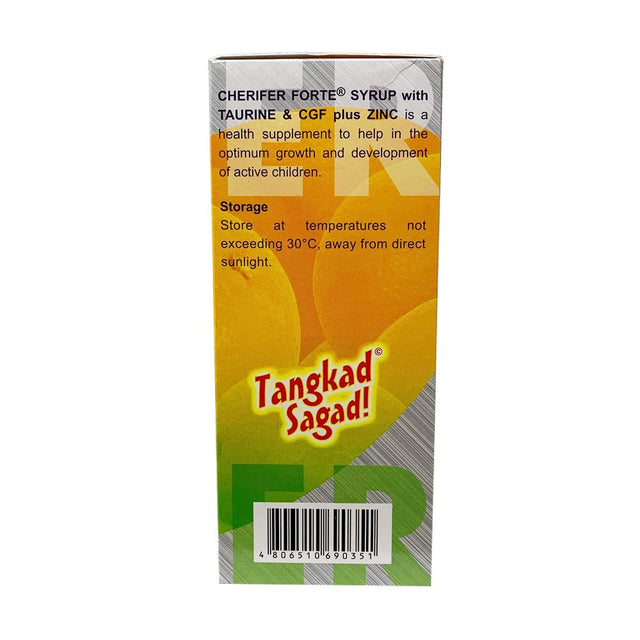 CHERIFER FORTE® SYRUP with
TAURINE & CGF plus ZINC is a
health supplement to help in the
optimum growth and development
of active children.
Storage
Store at temperatures not
exceeding 30°C, away from direct
sunlight.
Tangkad©
Sagad!
4 806510 690351
ER
ER